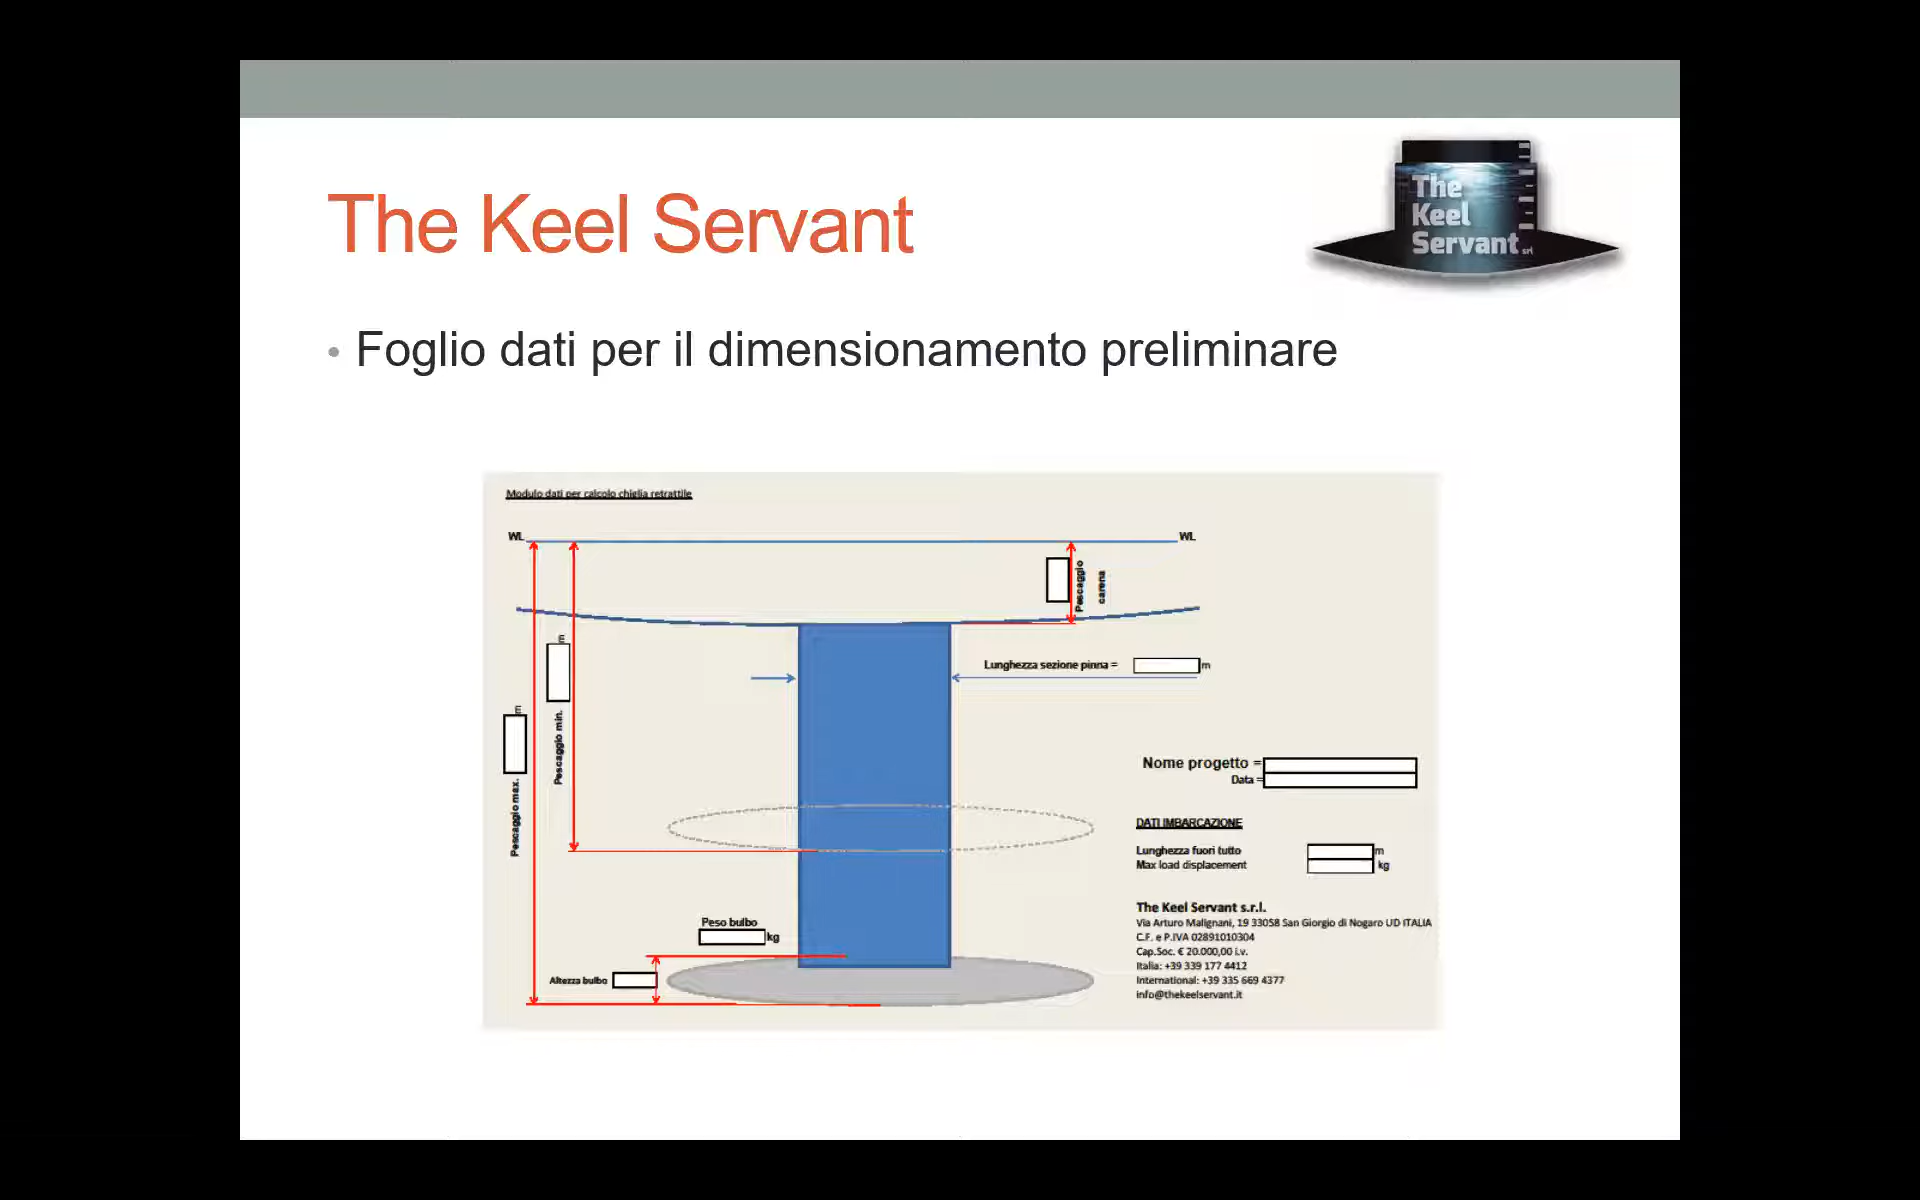 The
Keel
Servant srl
The Keel Servant
• Foglio dati per il dimensionamento preliminare
Modulo dati per calcolo chiglia retrattile
WL
WL
Pescaggio
carena
m
Pescaggio min.
m
Pescaggio max.
Lunghezza sezione pinna =
m
Nome progetto =
Data =
DATI IMBARCAZIONE
Lunghezza fuori tutto
m
Max load displacement
kg
Peso bulbo
kg
Altezza bulbo
The Keel Servant s.r.l.
Via Arturo Malignani, 19 33058 San Giorgio di Nogaro UD ITALIA
C.F. e P.IVA 02891010304
Cap.Soc. € 20.000,00 i.v.
Italia: +39 339 177 4412
International: +39 335 669 4377
info@thekeelservant.it